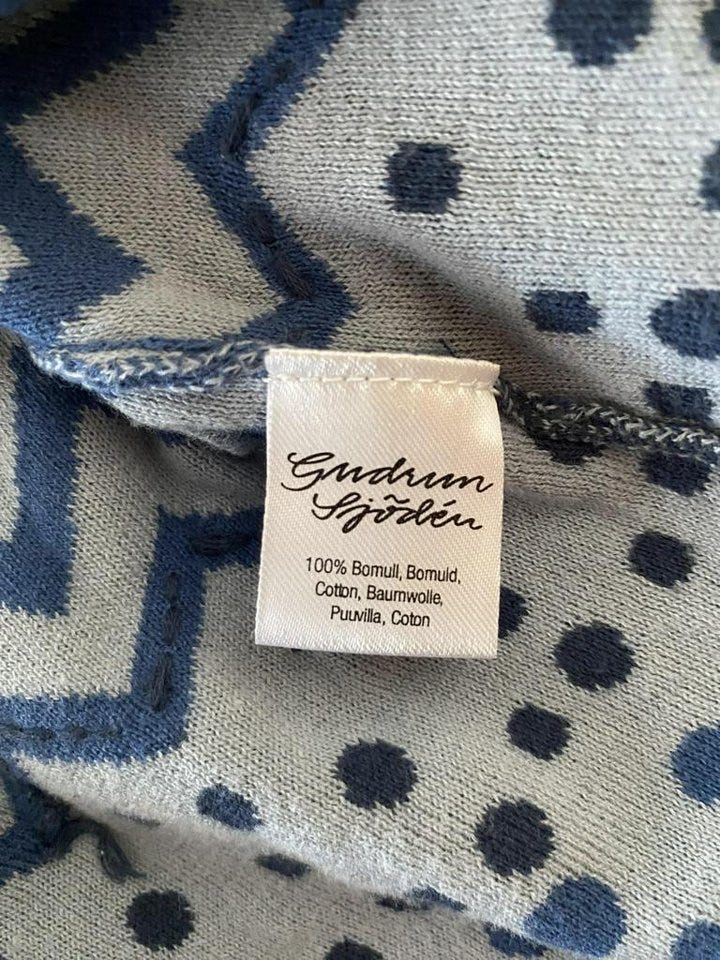 Gudrun
Sjödén
100% Bomull, Bomuld,
Cotton, Baumwolle,
Puuvilla, Coton